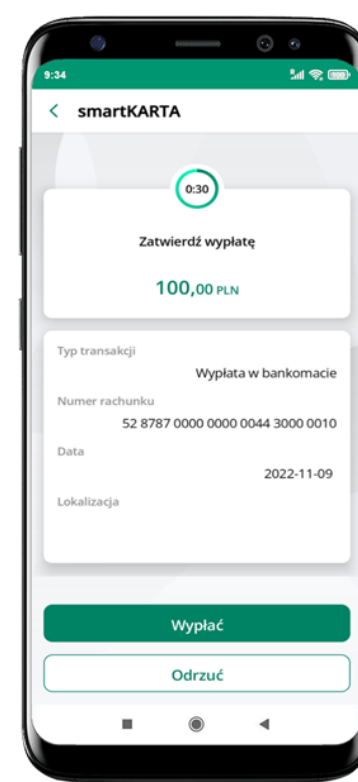 9:34
smartKARTA
0:30
Zatwierdź wypłatę
100,00 PLN
Typ transakcji
Wypłata w bankomacie
Numer rachunku
52 8787 0000 0000 0044 3000 0010
Data
2022-11-09
Lokalizacja
Wypłać
Odrzuć